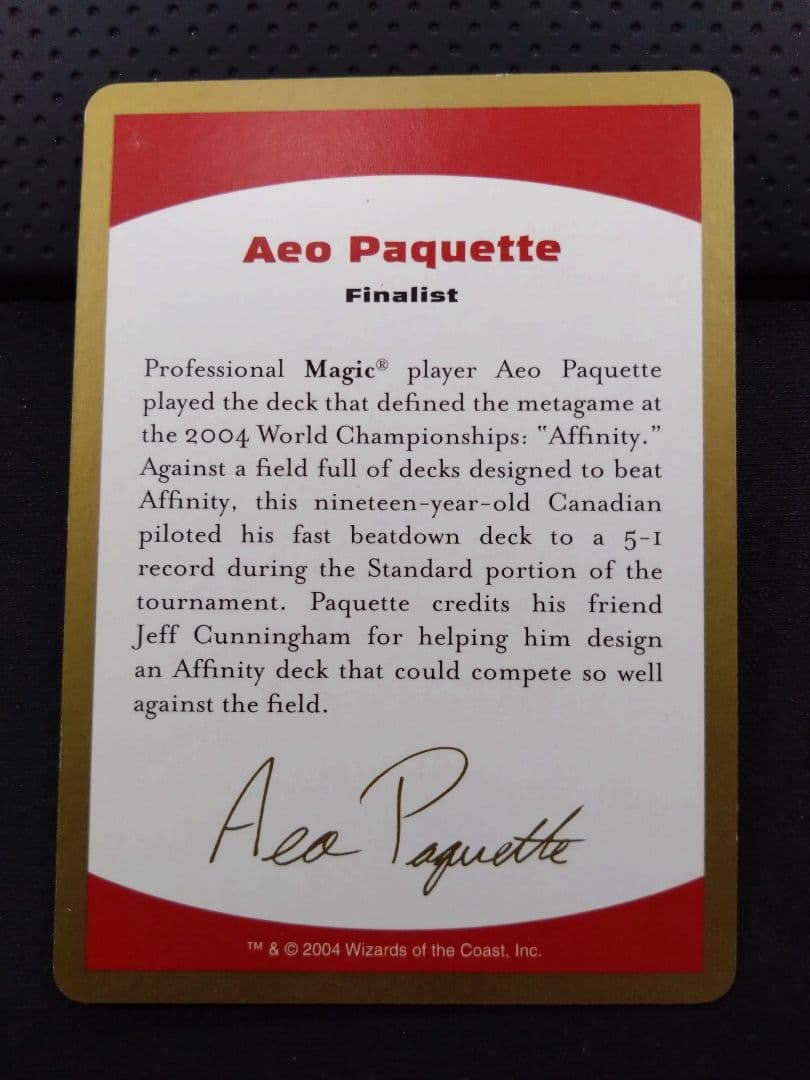 Aeo Paquette
Finalist
Professional Magic® player Aeo Paquette
played the deck that defined the metagame at
the 2004 World Championships: "Affinity."
Against a field full of decks designed to beat
Affinity, this nineteen-year-old Canadian
piloted his fast beatdown deck to a 5-1
record during the Standard portion of the
tournament. Paquette credits his friend
Jeff Cunningham for helping him design
an Affinity deck that could compete so well
against the field.
Aeo Paquette
™ & © 2004 Wizards of the Coast, Inc.